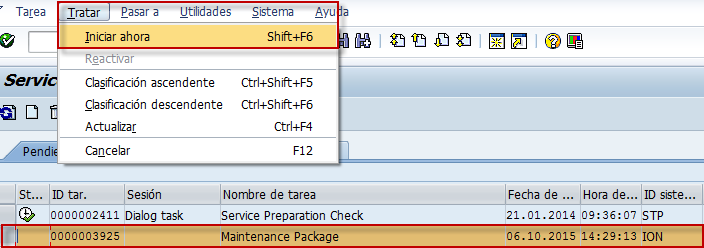 Tarea Tratar Pasar a Utilidades Sistema Ayuda
Iniciar ahora Shift+F6
Reactivar
Clasificación ascendente Ctrl+Shift+F5
Clasificación descendente Ctrl+Shift+F6
Actualizar Ctrl+F4
Cancelar F12
Servic
Pendie
St... ID tar. Sesión Nombre de tarea Fecha de ... Hora de... ID siste...
0000002411 Dialog task Service Preparation Check 21.01.2014 09:36:07 STP
0000003925 Maintenance Package 06.10.2015 14:29:13 ION